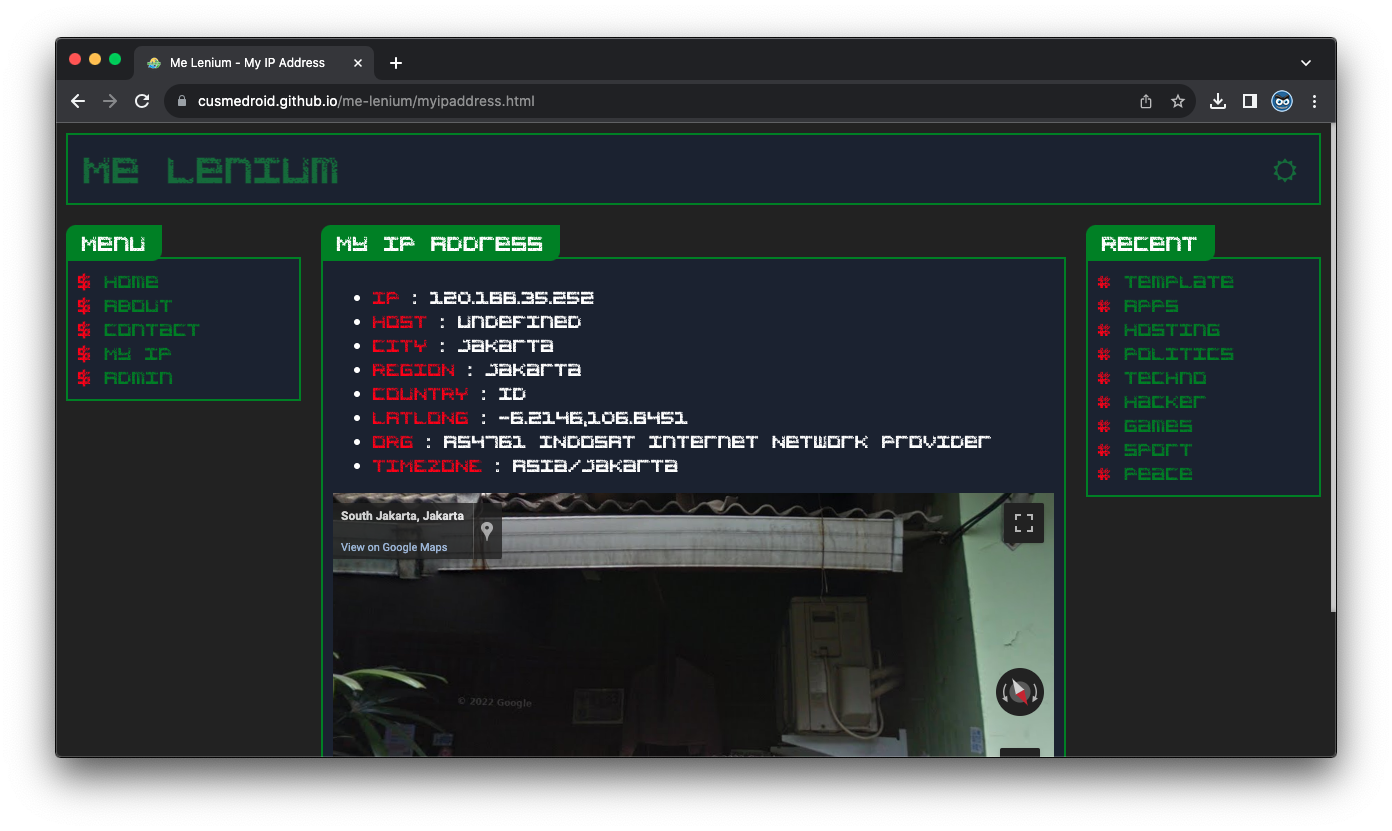 Me Lenium - My IP Address
cusmedroid.github.io/me-lenium/myipaddress.html
Me Lenium
Menu
$ Home
$ About
$ Contact
$ My IP
$ Admin
My IP Address
• IP : 120.188.35.252
• Host : undefined
• City : Jakarta
• Region : Jakarta
• Country : ID
• LatLong : -6.2146,106.8451
• Org : AS4761 INDOSAT Internet Network Provider
• Timezone : Asia/Jakarta
South Jakarta, Jakarta
View on Google Maps
© 2022 Google
Recent
# Template
# Apps
# Hosting
# Politics
# Techno
# Hacker
# Games
# Sport
# Peace